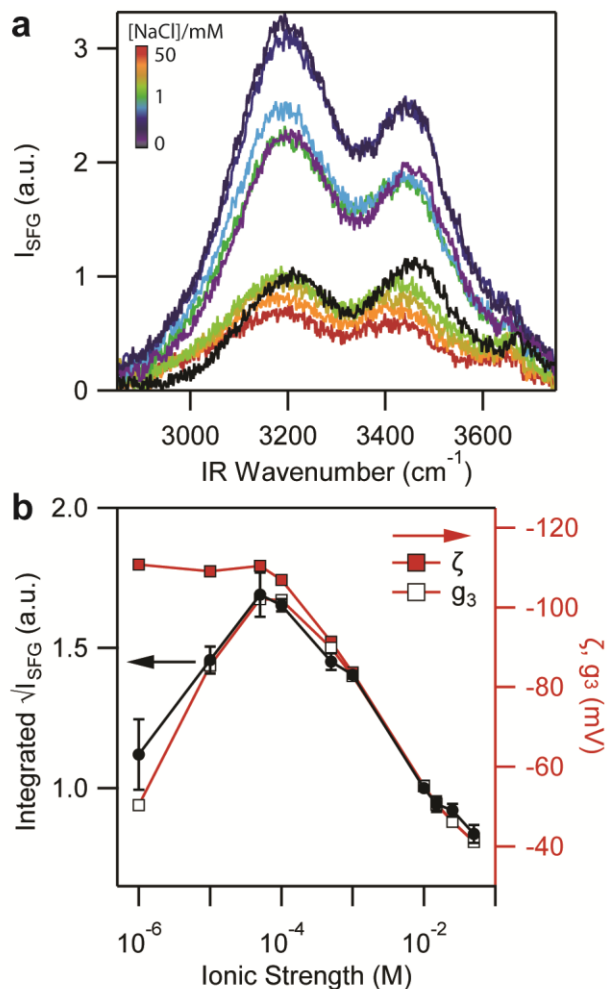 a
[NaCl]/mM
50
1
0
3
2
1
0
I_SFG (a.u.)
3000 3200 3400 3600
IR Wavenumber (cm⁻¹)
b
2.0
1.5
1.0
Integrated √I_SFG (a.u.)
ζ
g₃
-120
-100
-80
-60
-40
ζ, g₃ (mV)
10⁻⁶ 10⁻⁴ 10⁻²
Ionic Strength (M)